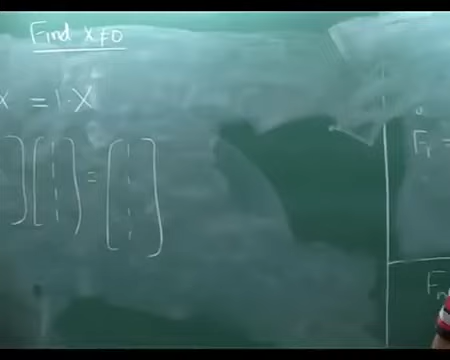 Find X≠0
X = 1·X
=
F₁ =
Fₙ